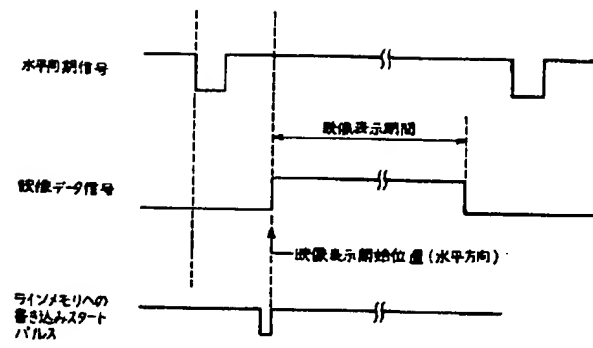 水平同期信号
映像表示期間
映像データ信号
映像表示開始位置(水平方向)
ラインメモリへの
書き込みスタート
パルス